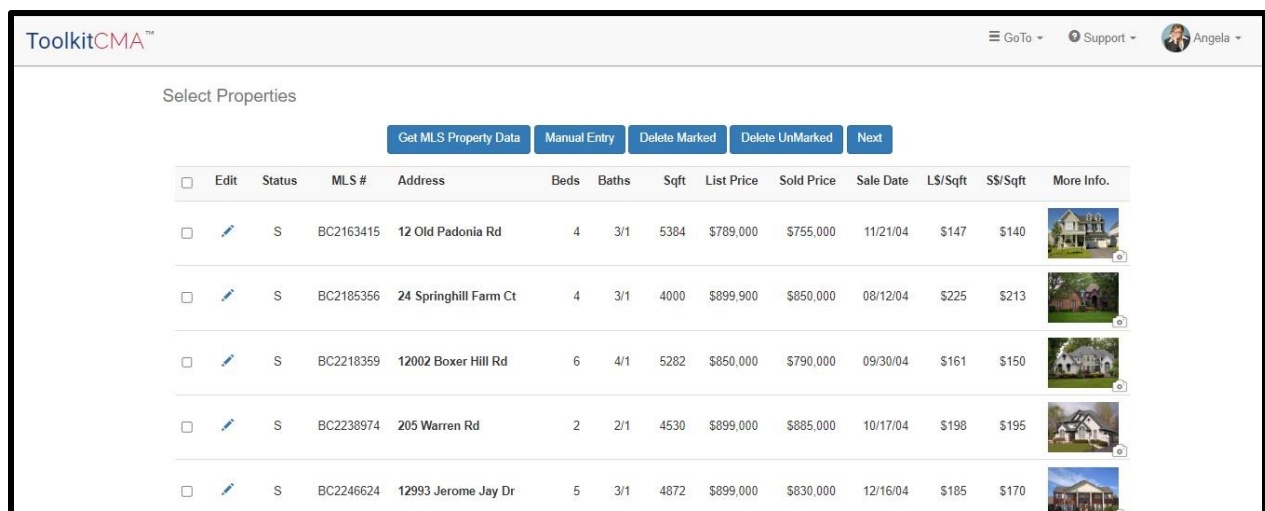 ToolkitCMA™ GoTo Support Angela
Select Properties
Get MLS Property Data Manual Entry Delete Marked Delete UnMarked Next
Edit Status MLS # Address Beds Baths Sqft List Price Sold Price Sale Date L$/Sqft S$/Sqft More Info.
S BC2163415 12 Old Padonia Rd 4 3/1 5384 $789,000 $755,000 11/21/04 $147 $140
S BC2185356 24 Springhill Farm Ct 4 3/1 4000 $899,900 $850,000 08/12/04 $225 $213
S BC2218359 12002 Boxer Hill Rd 6 4/1 5282 $850,000 $790,000 09/30/04 $161 $150
S BC2238974 205 Warren Rd 2 2/1 4530 $899,000 $885,000 10/17/04 $198 $195
S BC2246624 12993 Jerome Jay Dr 5 3/1 4872 $899,000 $830,000 12/16/04 $185 $170